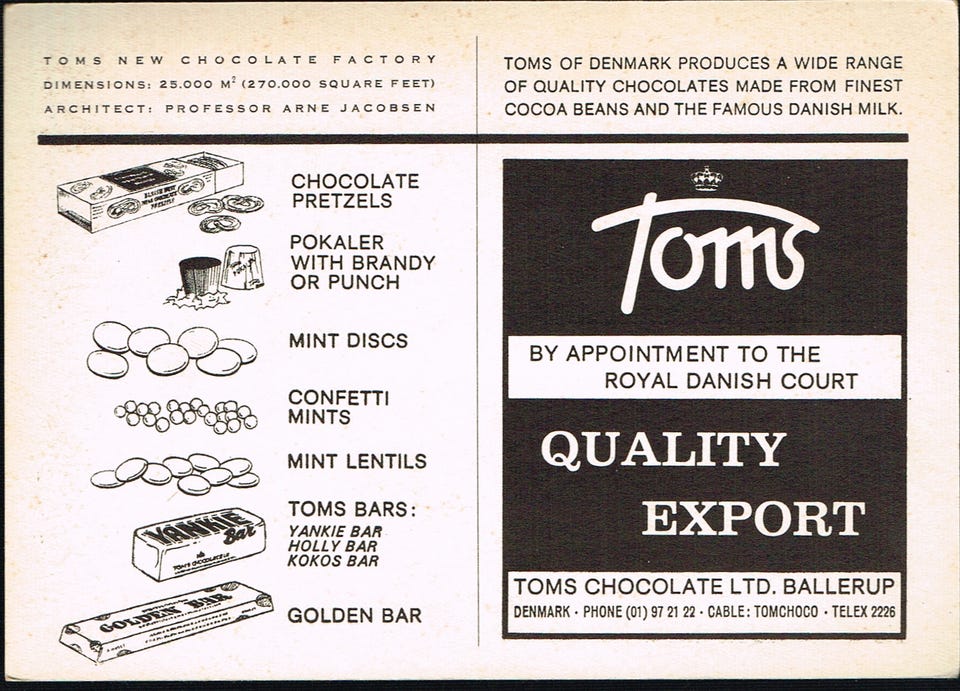 TOMS NEW CHOCOLATE FACTORY
DIMENSIONS: 25.000 M² (270.000 SQUARE FEET)
ARCHITECT: PROFESSOR ARNE JACOBSEN
CHOCOLATE
PRETZELS
POKALER
WITH BRANDY
OR PUNCH
MINT DISCS
CONFETTI
MINTS
MINT LENTILS
YANKIE
Bar
TOMS BARS:
YANKIE BAR
HOLLY BAR
KOKOS BAR
GOLDEN BAR
GOLDEN BAR
TOMS OF DENMARK PRODUCES A WIDE RANGE
OF QUALITY CHOCOLATES MADE FROM FINEST
COCOA BEANS AND THE FAMOUS DANISH MILK.
Toms
BY APPOINTMENT TO THE
ROYAL DANISH COURT
QUALITY
EXPORT
TOMS CHOCOLATE LTD. BALLERUP
DENMARK · PHONE (01) 97 21 22 · CABLE: TOMCHOCO · TELEX 2226